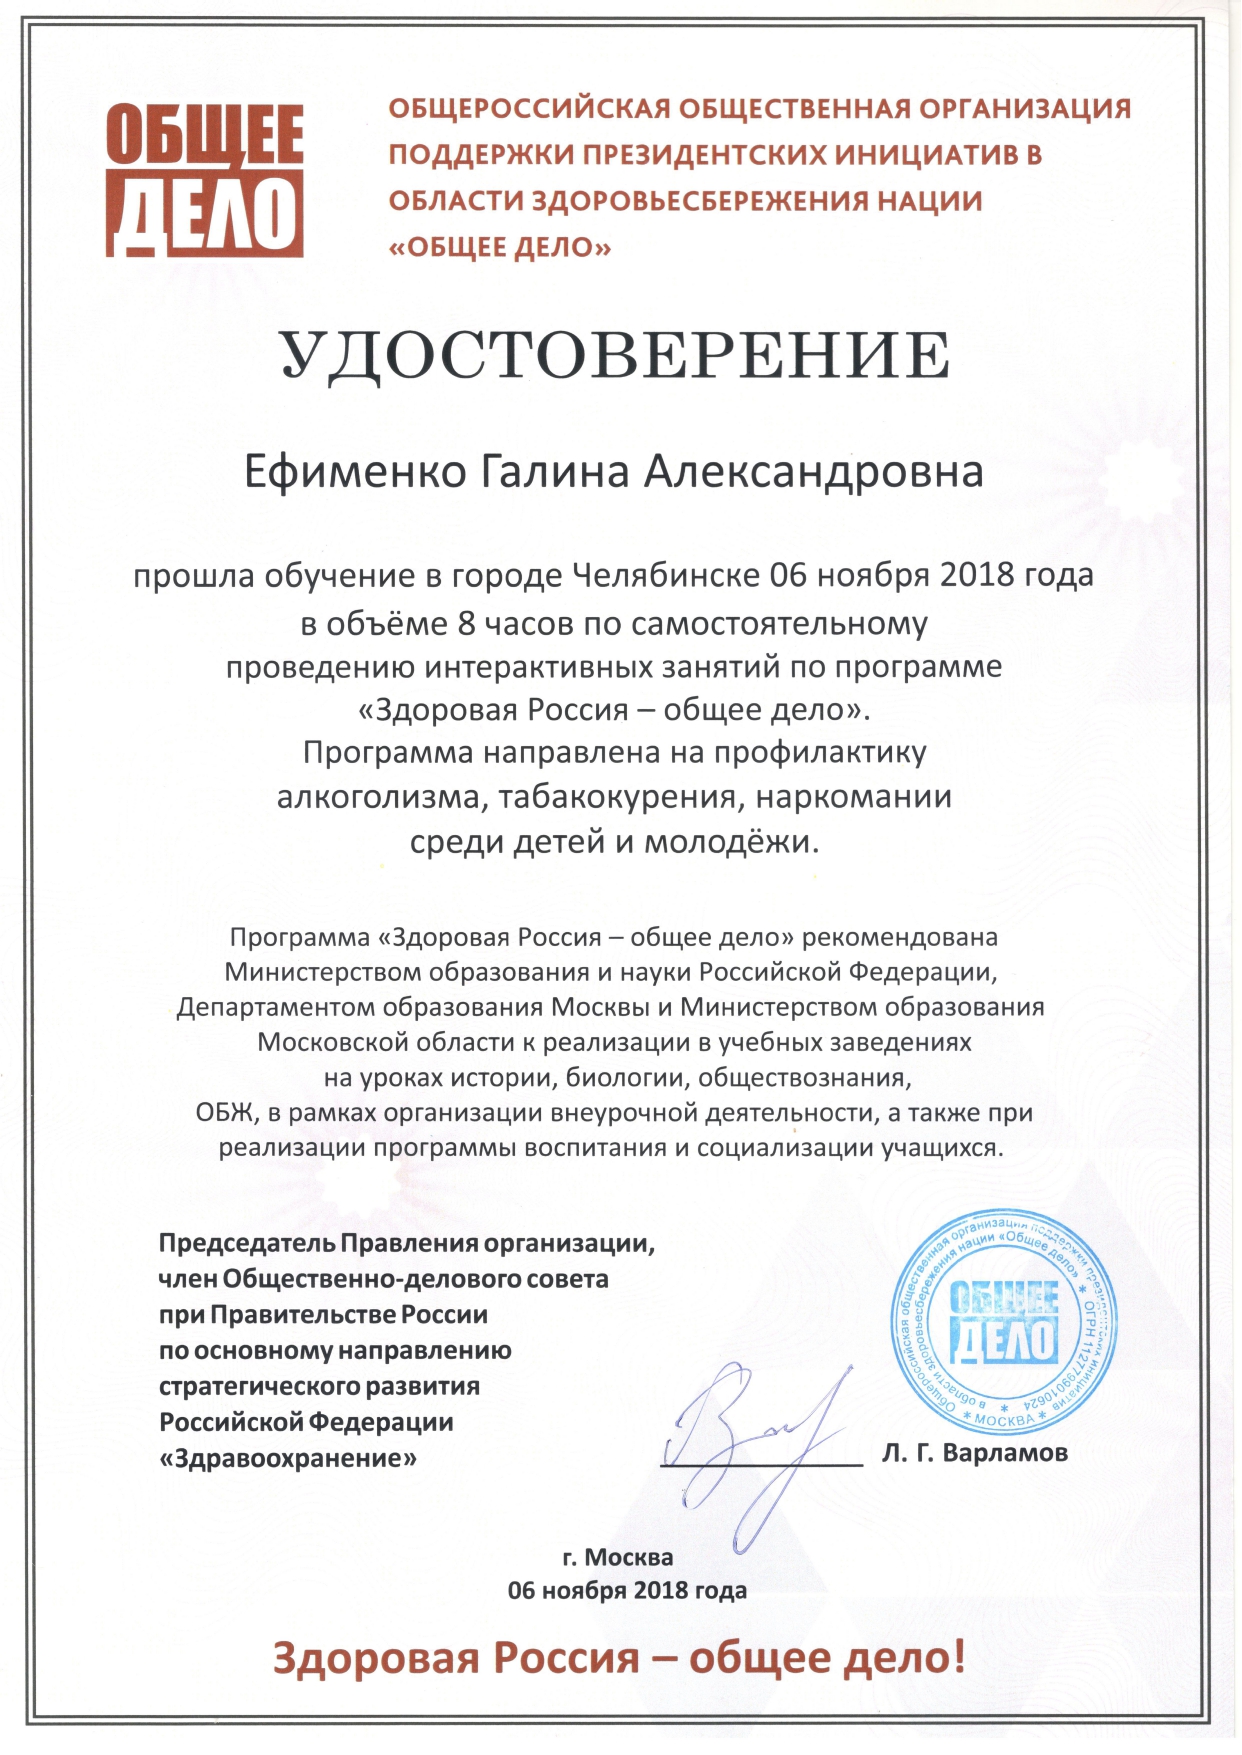 ОБЩЕЕ
ДЕЛО
ОБЩЕРОССИЙСКАЯ ОБЩЕСТВЕННАЯ ОРГАНИЗАЦИЯ
ПОДДЕРЖКИ ПРЕЗИДЕНТСКИХ ИНИЦИАТИВ В
ОБЛАСТИ ЗДОРОВЬЕСБЕРЕЖЕНИЯ НАЦИИ
«ОБЩЕЕ ДЕЛО»
УДОСТОВЕРЕНИЕ
Ефименко Галина Александровна
прошла обучение в городе Челябинске 06 ноября 2018 года
в объёме 8 часов по самостоятельному
проведению интерактивных занятий по программе
«Здоровая Россия – общее дело».
Программа направлена на профилактику
алкоголизма, табакокурения, наркомании
среди детей и молодёжи.
Программа «Здоровая Россия – общее дело» рекомендована
Министерством образования и науки Российской Федерации,
Департаментом образования Москвы и Министерством образования
Московской области к реализации в учебных заведениях
на уроках истории, биологии, обществознания,
ОБЖ, в рамках организации внеурочной деятельности, а также при
реализации программы воспитания и социализации учащихся.
Председатель Правления организации,
член Общественно-делового совета
при Правительстве России
по основному направлению
стратегического развития
Российской Федерации
«Здравоохранение»
Общероссийская общественная организация поддержки президентских инициатив
в области здоровьесбережения нации «Общее дело» * ОГРН 1127799010624 *
* МОСКВА *
ОБЩЕЕ
ДЕЛО
Л. Г. Варламов
г. Москва
06 ноября 2018 года
Здоровая Россия – общее дело!